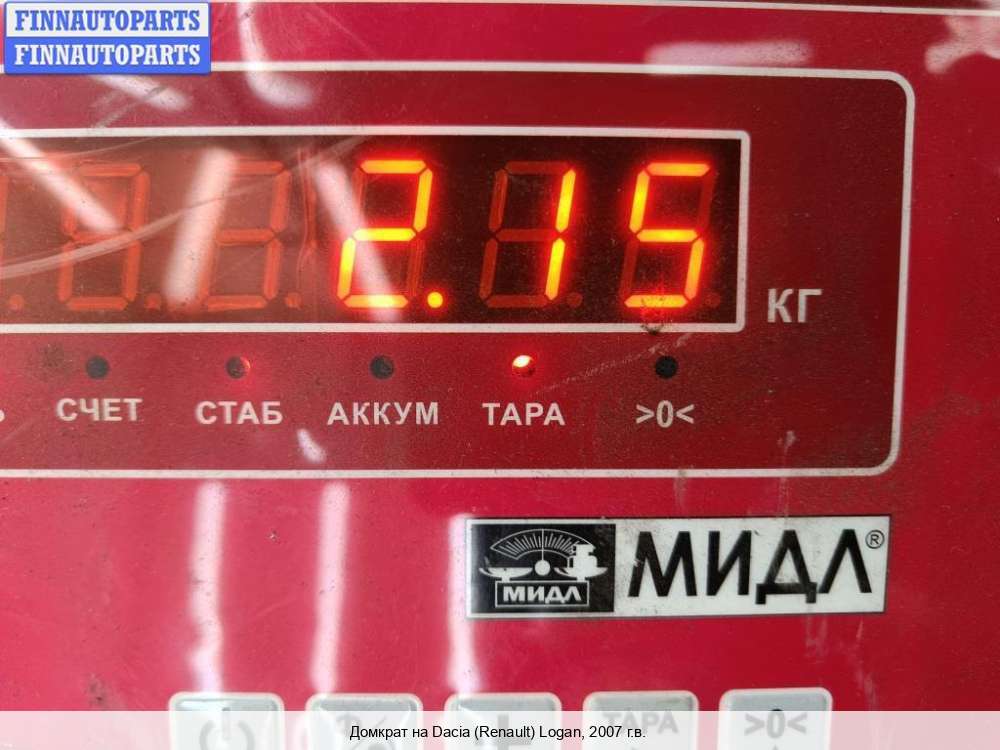 FINNAUTOPARTS
FINNAUTOPARTS
2.15
КГ
СЧЕТ СТАБ АККУМ ТАРА >0<
МИДЛ
МИДЛ®
ТАРА >0<
Домкрат на Dacia (Renault) Logan, 2007 г.в.